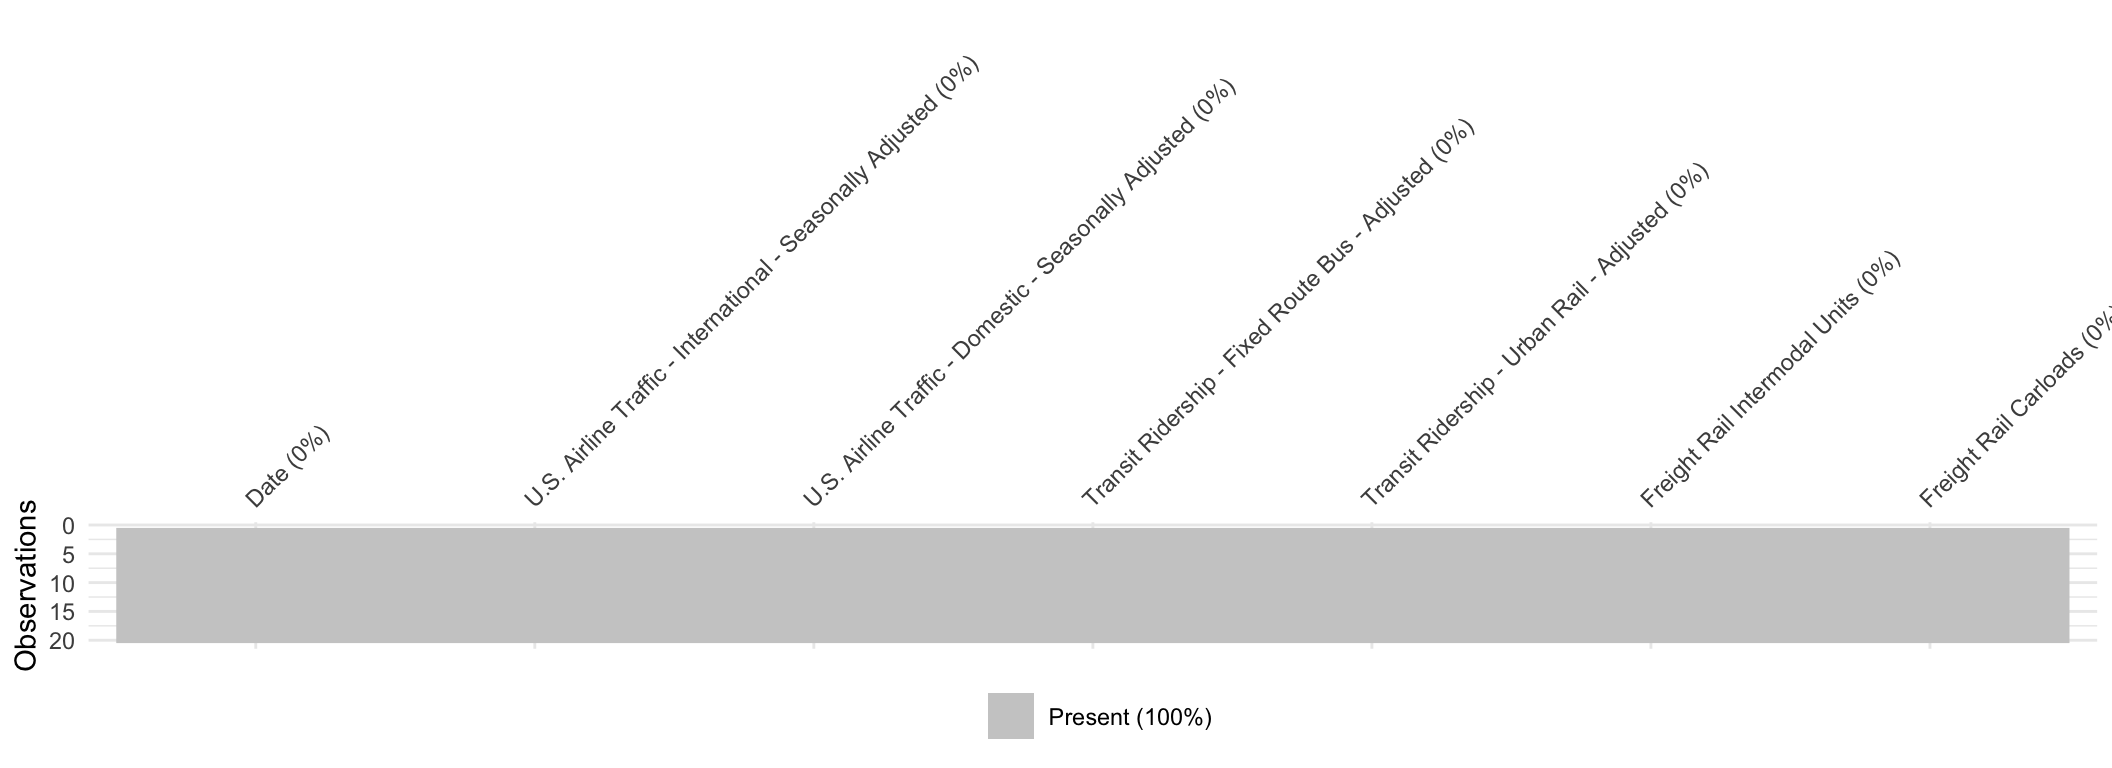 Date (0%)
U.S. Airline Traffic - International - Seasonally Adjusted (0%)
U.S. Airline Traffic - Domestic - Seasonally Adjusted (0%)
Transit Ridership - Fixed Route Bus - Adjusted (0%)
Transit Ridership - Urban Rail - Adjusted (0%)
Freight Rail Intermodal Units (0%)
Freight Rail Carloads (0%
Observations
0
5
10
15
20
Present (100%)